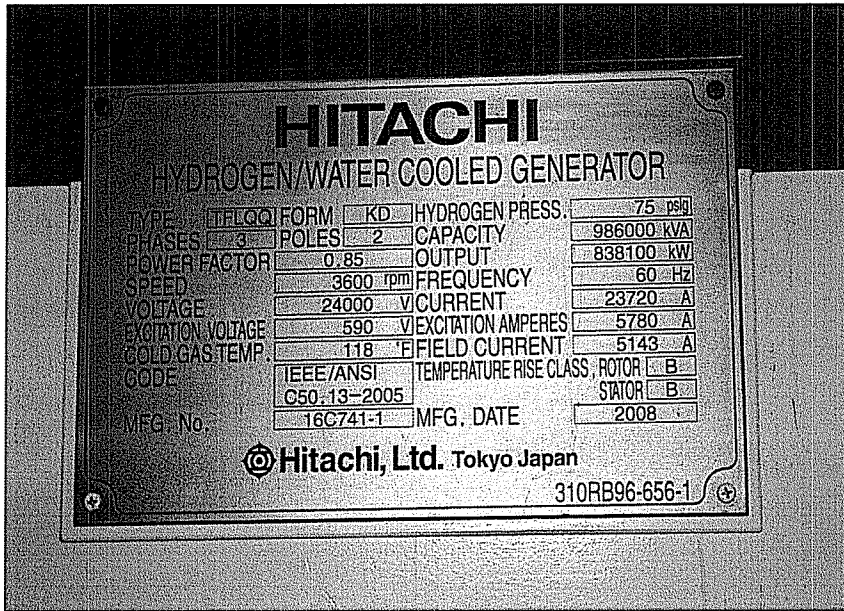 HITACHI
HYDROGEN/WATER COOLED GENERATOR
TYPE TFLQQ FORM KD HYDROGEN PRESS. 75 psig
PHASES 3 POLES 2 CAPACITY 986000 kVA
POWER FACTOR 0.85 OUTPUT 838100 kW
SPEED 3600 rpm FREQUENCY 60 Hz
VOLTAGE 24000 V CURRENT 23720 A
EXCITATION VOLTAGE 590 V EXCITATION AMPERES 5780 A
COLD GAS TEMP. 118 °F FIELD CURRENT 5143 A
CODE IEEE/ANSI TEMPERATURE RISE CLASS, ROTOR B
C50.13-2005 STATOR B
MFG. No. 16C741-1 MFG. DATE 2008
Hitachi, Ltd. Tokyo Japan
310RB96-656-1